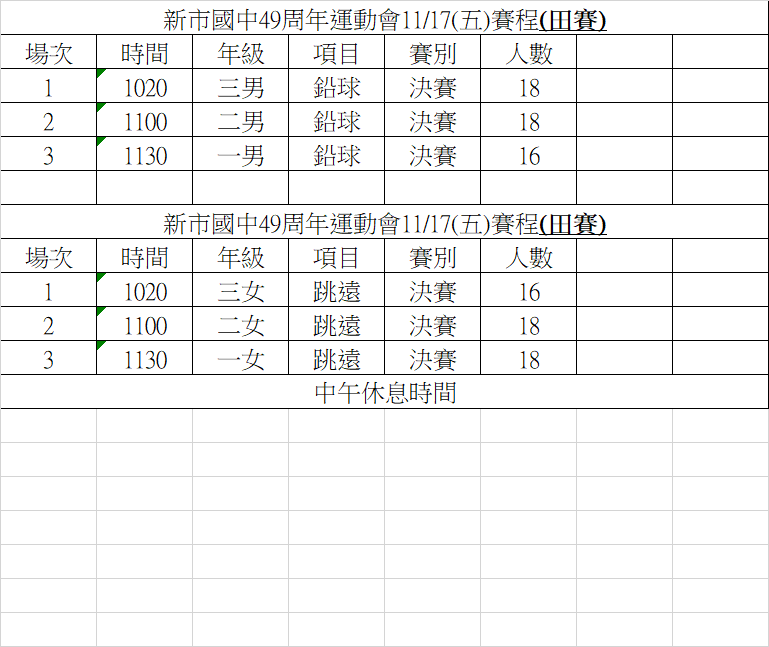 新市國中49周年運動會11/17(五)賽程(田賽)
場次 時間 年級 項目 賽別 人數
1 1020 三男 鉛球 決賽 18
2 1100 二男 鉛球 決賽 18
3 1130 一男 鉛球 決賽 16
新市國中49周年運動會11/17(五)賽程(田賽)
場次 時間 年級 項目 賽別 人數
1 1020 三女 跳遠 決賽 16
2 1100 二女 跳遠 決賽 18
3 1130 一女 跳遠 決賽 18
中午休息時間